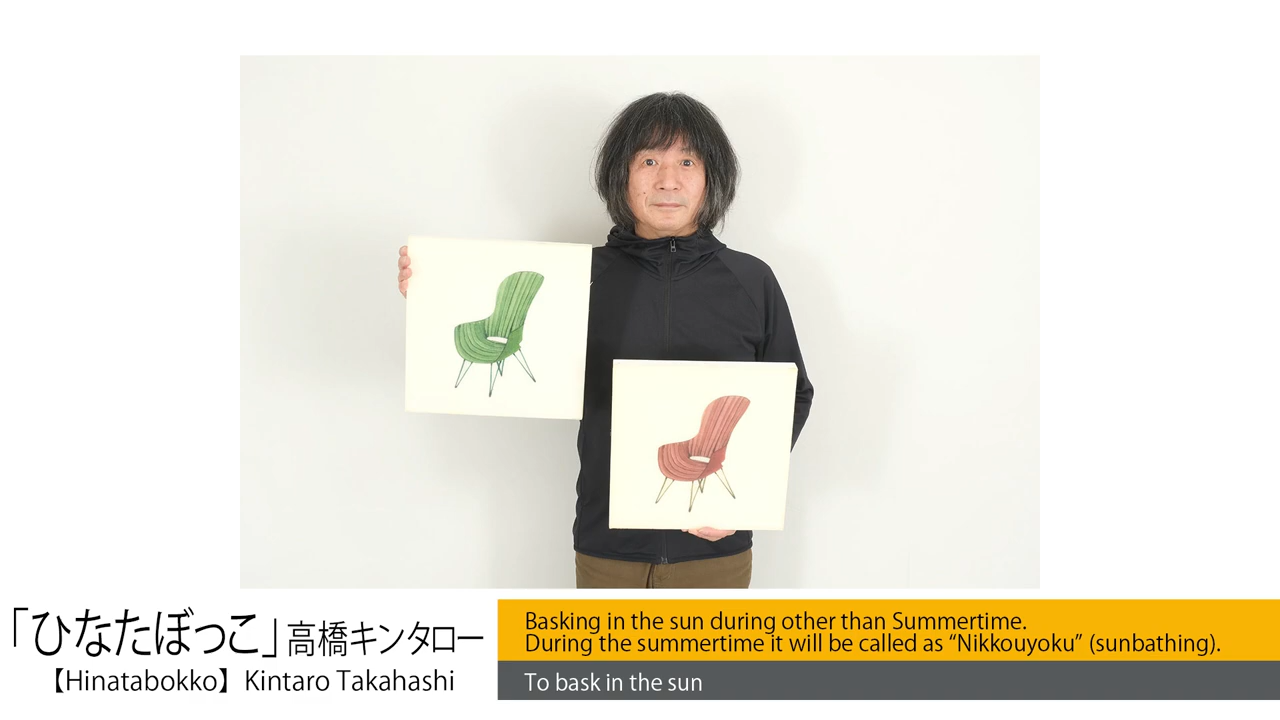 「ひなたぼっこ」高橋キンタロー
【Hinatabokko】Kintaro Takahashi
Basking in the sun during other than Summertime.
During the summertime it will be called as “Nikkouyoku” (sunbathing).
To bask in the sun